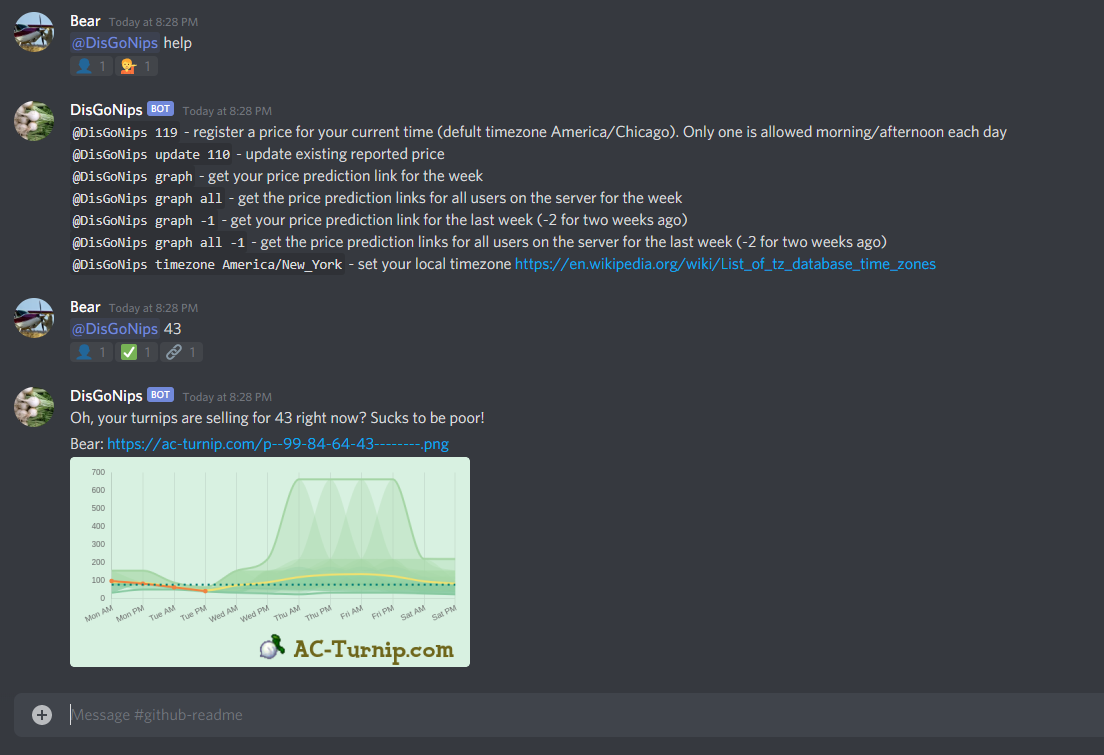 Bear Today at 8:28 PM
@DisGoNips help
1 1
DisGoNips BOT Today at 8:28 PM
@DisGoNips 119 - register a price for your current time (defult timezone America/Chicago). Only one is allowed morning/afternoon each day
@DisGoNips update 110 - update existing reported price
@DisGoNips graph - get your price prediction link for the week
@DisGoNips graph all - get the price prediction links for all users on the server for the week
@DisGoNips graph -1 - get your price prediction link for the last week (-2 for two weeks ago)
@DisGoNips graph all -1 - get the price prediction links for all users on the server for the last week (-2 for two weeks ago)
@DisGoNips timezone America/New_York - set your local timezone https://en.wikipedia.org/wiki/List_of_tz_database_time_zones
Bear Today at 8:28 PM
@DisGoNips 43
1 1 1
DisGoNips BOT Today at 8:28 PM
Oh, your turnips are selling for 43 right now? Sucks to be poor!
Bear: https://ac-turnip.com/p--99-84-64-43--------.png
700
600
500
400
300
200
100
0
Mon AM Mon PM Tue AM Tue PM Wed AM Wed PM Thu AM Thu PM Fri AM Fri PM Sat AM Sat PM
AC-Turnip.com
Message #github-readme